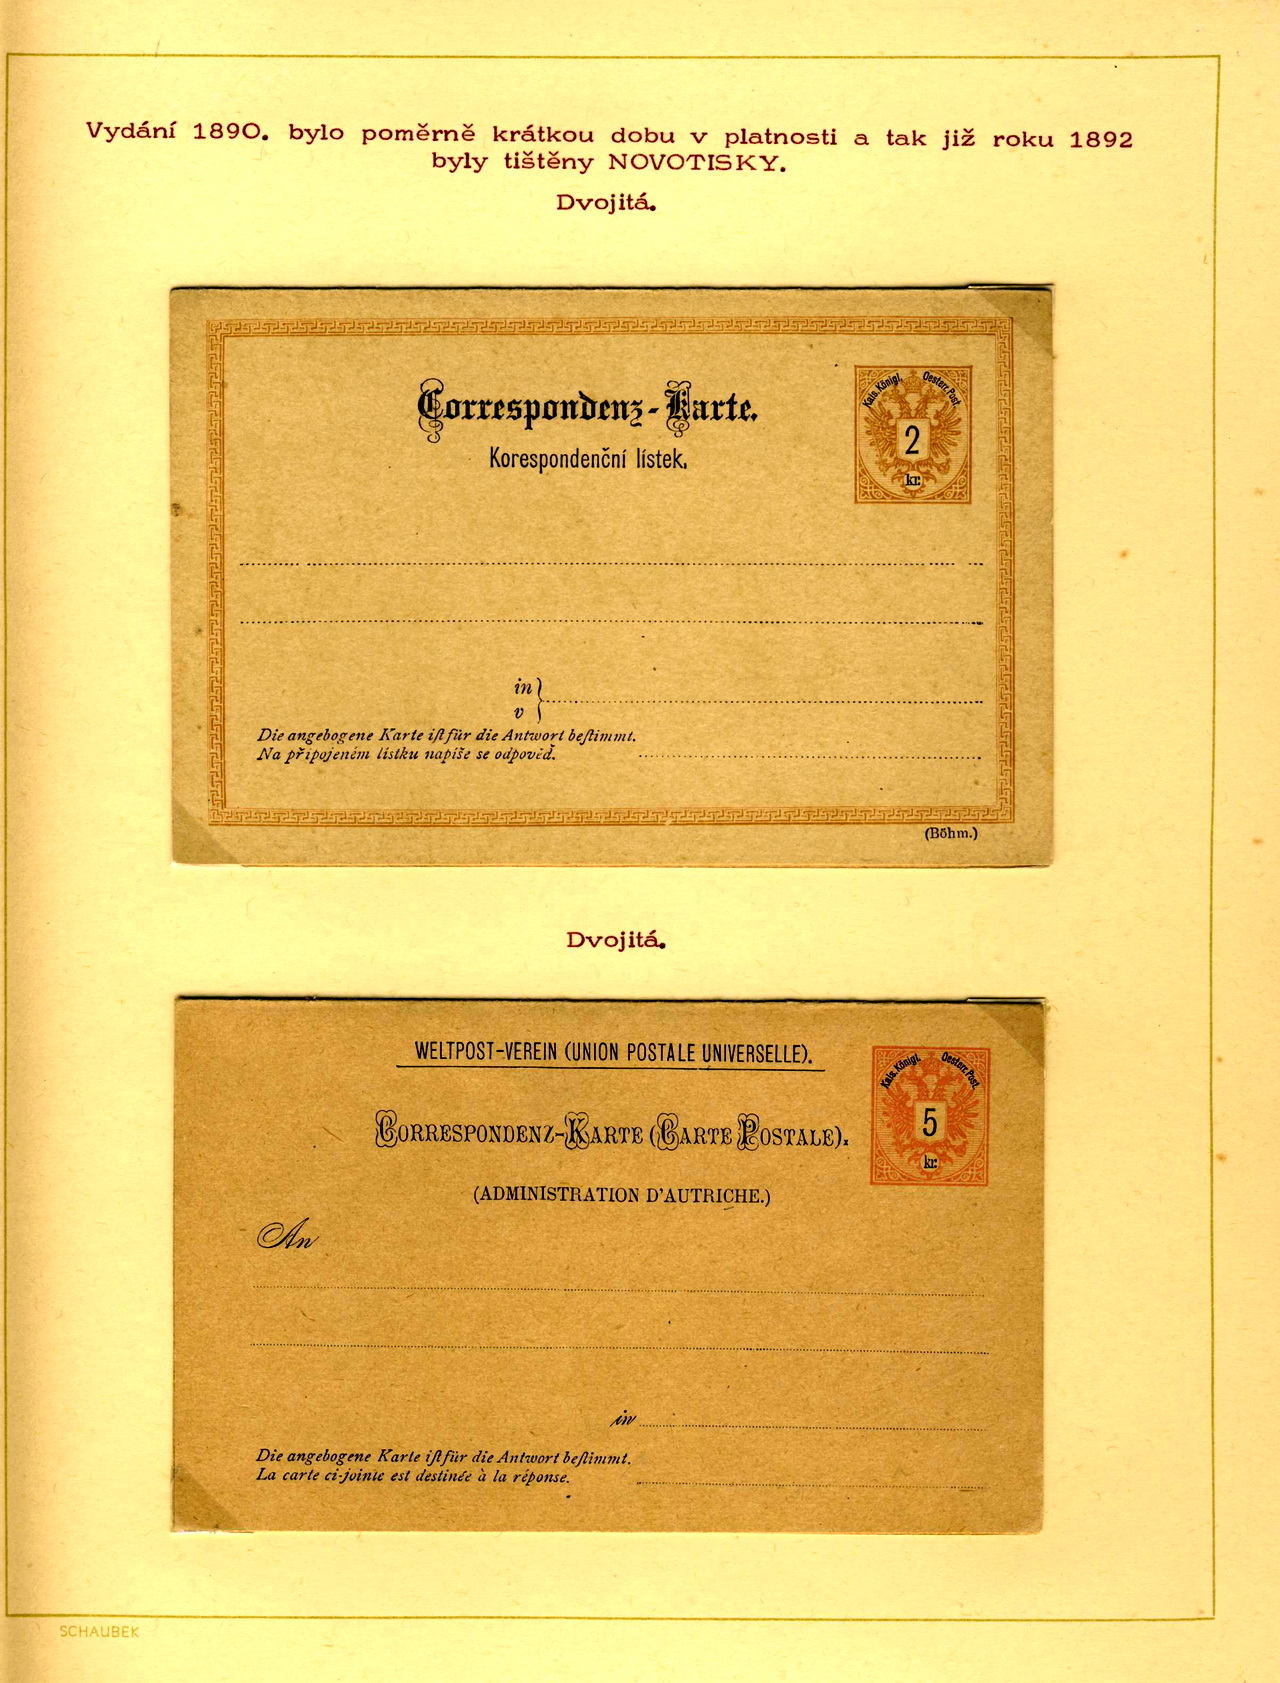 Vydání 1890. bylo poměrně krátkou dobu v platnosti a tak již roku 1892
byly tištěny NOVOTISKY.
Dvojitá.
Kais. Königl. Oesterr. Post.
2
kr.
Correspondenz-Karte.
Korespondenční lístek.
in
v
Die angebogene Karte iſt für die Antwort beſtimmt.
Na připojeném lístku napíše se odpověď.
(Böhm.)
Dvojitá.
WELTPOST-VEREIN (UNION POSTALE UNIVERSELLE).
Kais. Königl. Oesterr. Post.
5
kr.
CORRESPONDENZ-KARTE (CARTE POSTALE).
(ADMINISTRATION D'AUTRICHE.)
An
in
Die angebogene Karte iſt für die Antwort beſtimmt.
La carte ci-jointe est destinée à la réponse.
SCHAUBEK